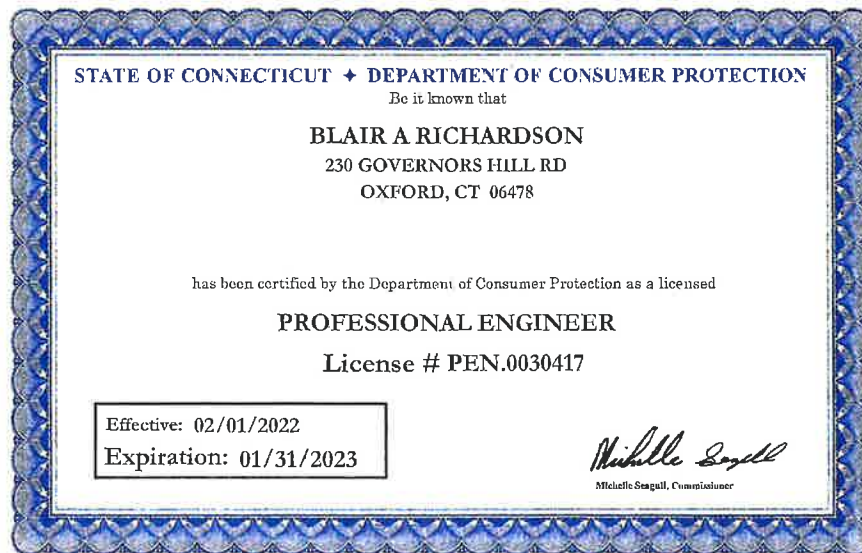 STATE OF CONNECTICUT ✦ DEPARTMENT OF CONSUMER PROTECTION
Be it known that
BLAIR A RICHARDSON
230 GOVERNORS HILL RD
OXFORD, CT 06478
has been certified by the Department of Consumer Protection as a licensed
PROFESSIONAL ENGINEER
License # PEN.0030417
Effective: 02/01/2022
Expiration: 01/31/2023
Michelle Seagull
Michelle Seagull, Commissioner